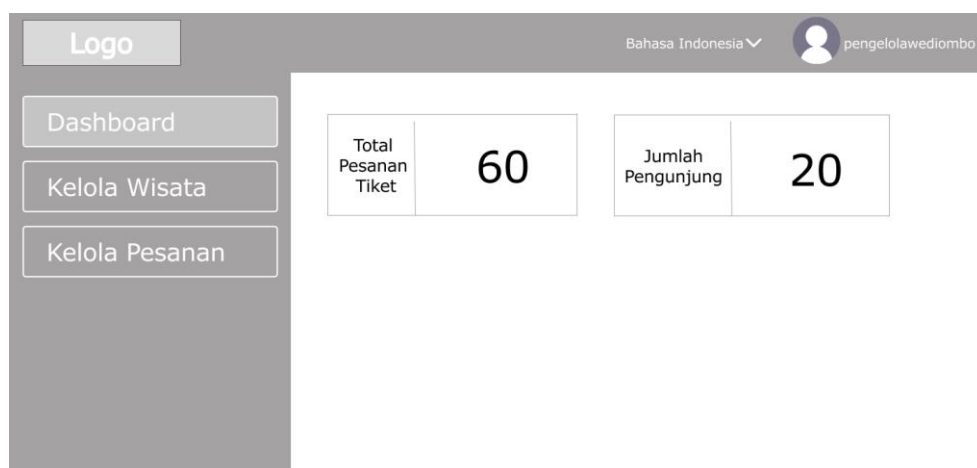 Logo
Bahasa Indonesia
pengelolawediombo
Dashboard
Kelola Wisata
Kelola Pesanan
Total
Pesanan
Tiket
60
Jumlah
Pengunjung
20